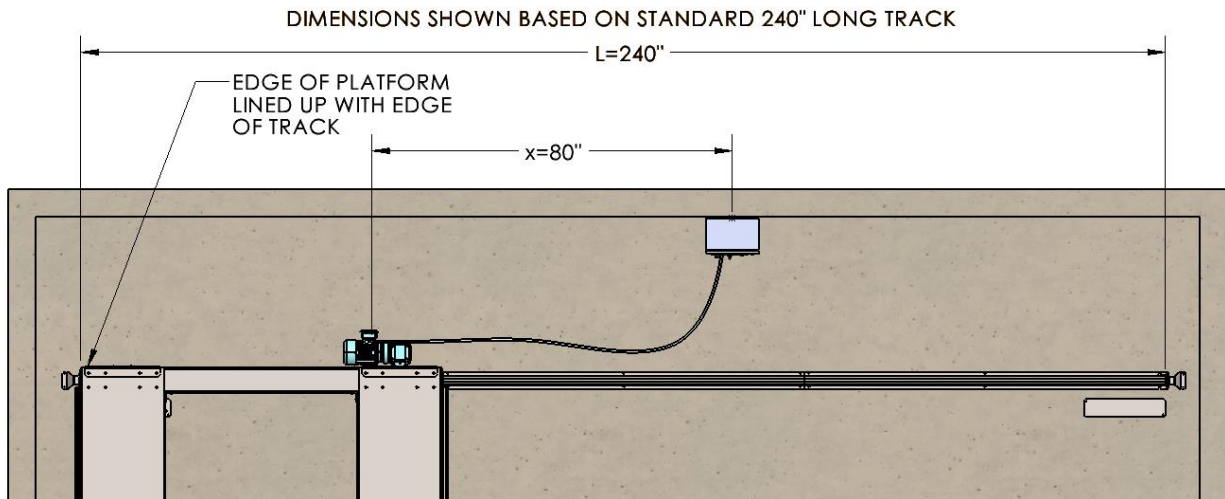 DIMENSIONS SHOWN BASED ON STANDARD 240" LONG TRACK
L=240"
EDGE OF PLATFORM
LINED UP WITH EDGE
OF TRACK
x=80"